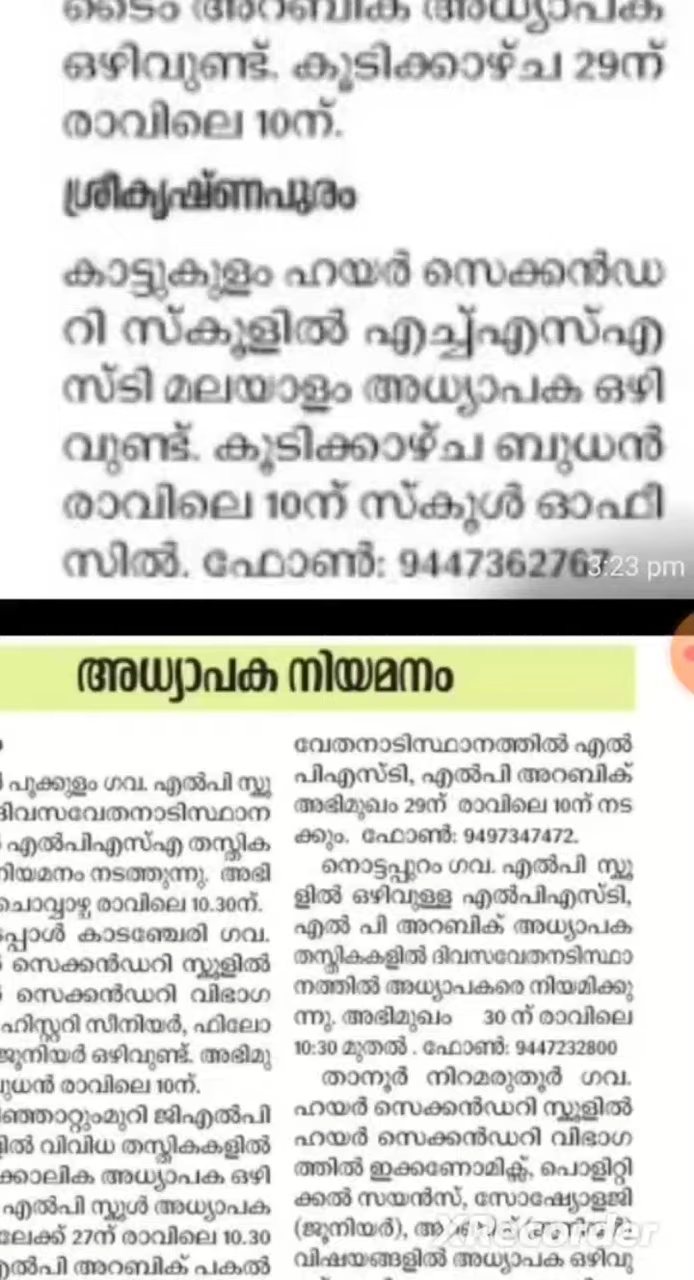 ടൈം അറബിക് അധ്യാപക
ഒഴിവുണ്ട്. കൂടിക്കാഴ്ച 29ന്
രാവിലെ 10ന്.
ശ്രീകൃഷ്ണപുരം
കാട്ടുകുളം ഹയർ സെക്കൻഡ
റി സ്കൂളിൽ എച്ച്എസ്എ
സ്ടി മലയാളം അധ്യാപക ഒഴി
വുണ്ട്. കൂടിക്കാഴ്ച ബുധൻ
രാവിലെ 10ന് സ്കൂൾ ഓഫീ
സിൽ. ഫോൺ: 9447362767
3:23 pm
അധ്യാപക നിയമനം
പൂക്കുളം ഗവ. എൽപി സ്കൂ
ദിവസവേതനാടിസ്ഥാന
എൽപിഎസ്എ തസ്തിക
നിയമനം നടത്തുന്നു. അഭി
ചൊവ്വാഴ്ച രാവിലെ 10.30ന്.
പ്പോൾ കാടഞ്ചേരി ഗവ.
സെക്കൻഡറി സ്കൂളിൽ
സെക്കൻഡറി വിഭാഗ
ഹിസ്റ്ററി സീനിയർ, ഫിലോ
ജൂനിയർ ഒഴിവുണ്ട്. അഭിമു
ബുധൻ രാവിലെ 10ന്.
ഞ്ഞാറ്റുംമുറി ജിഎൽപി
ളിൽ വിവിധ തസ്തികകളിൽ
ക്കാലിക അധ്യാപക ഒഴി
എൽപി സ്കൂൾ അധ്യാപക
ലേക്ക് 27ന് രാവിലെ 10.30
എൽപി അറബിക് പകൽ
വേതനാടിസ്ഥാനത്തിൽ എൽ
പിഎസ്ടി, എൽപി അറബിക്
അഭിമുഖം 29ന് രാവിലെ 10ന് നട
ക്കും. ഫോൺ: 9497347472.
നൊട്ടപ്പുറം ഗവ. എൽപി സ്കൂ
ളിൽ ഒഴിവുള്ള എൽപിഎസ്ടി,
എൽ പി അറബിക് അധ്യാപക
തസ്തികകളിൽ ദിവസവേതനടിസ്ഥാ
നത്തിൽ അധ്യാപകരെ നിയമിക്കു
ന്നു. അഭിമുഖം 30 ന് രാവിലെ
10:30 മുതൽ . ഫോൺ: 9447232800
താനൂർ നിറമരുതൂർ ഗവ.
ഹയർ സെക്കൻഡറി സ്കൂളിൽ
ഹയർ സെക്കൻഡറി വിഭാഗ
ത്തിൽ ഇക്കണോമിക്സ്, പൊളിറ്റി
ക്കൽ സയൻസ്, സോഷ്യോളജി
(ജൂനിയർ),
വിഷയങ്ങളിൽ അധ്യാപക ഒഴിവു
XRecorder